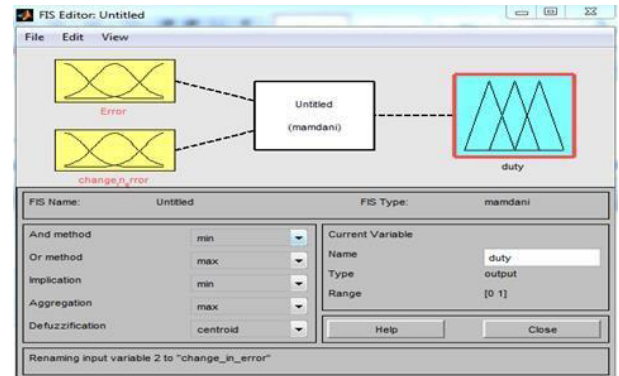 FIS Editor: Untitled
File Edit View
Error
Untitled
(mamdani)
change_in_error
duty
FIS Name: Untitled FIS Type: mamdani
And method min
Or method max
Implication min
Aggregation max
Defuzzification centroid
Current Variable
Name duty
Type output
Range [0 1]
Help Close
Renaming input variable 2 to "change_in_error"